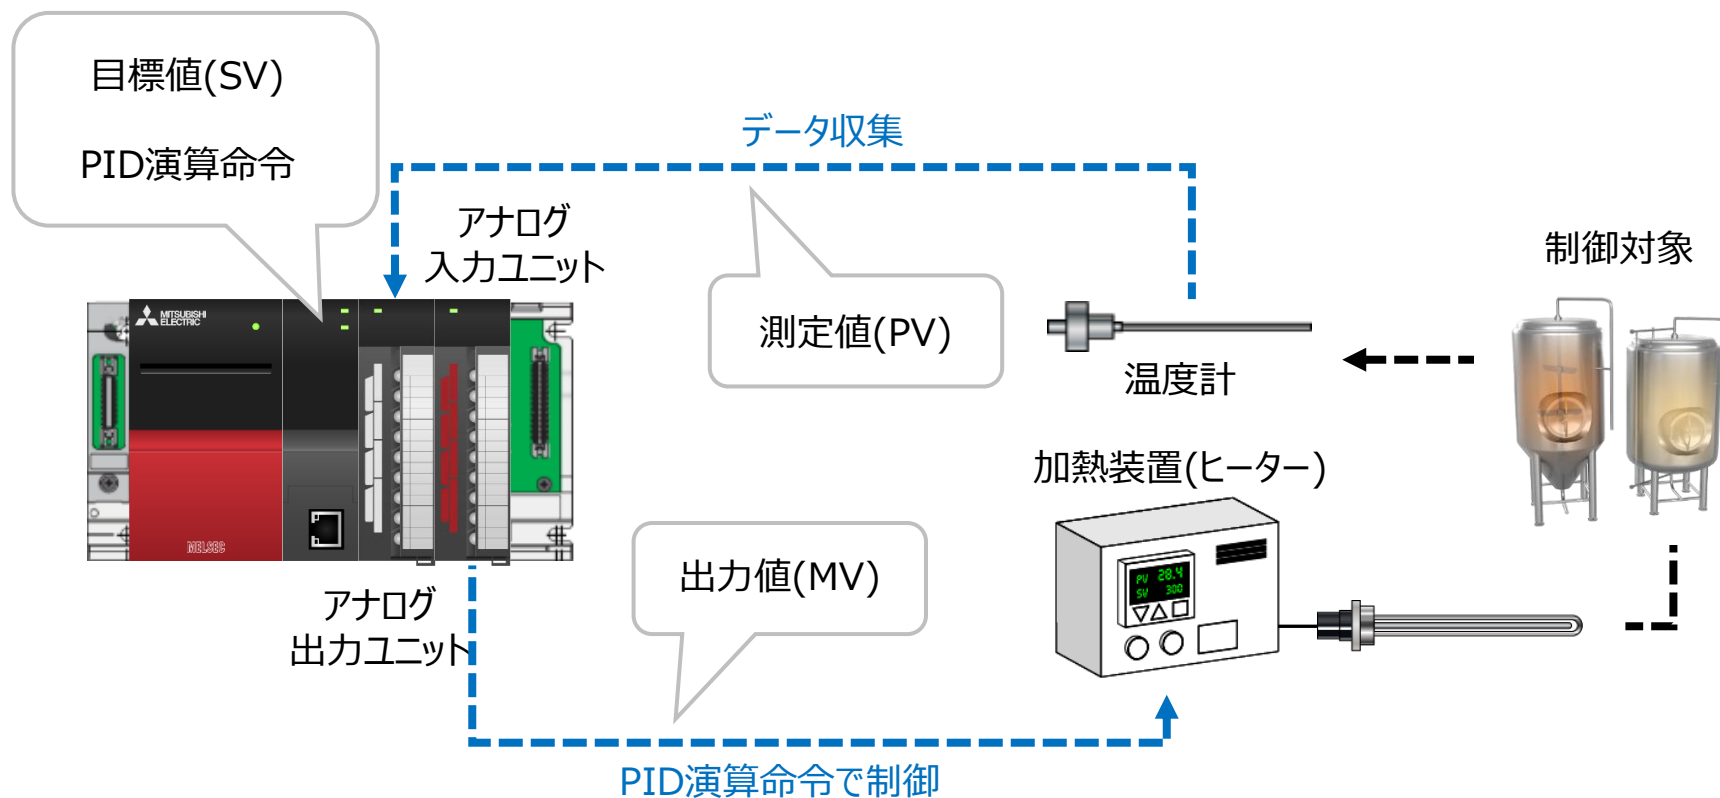 目標値(SV)
PID演算命令
データ収集
アナログ
入力ユニット
制御対象
測定値(PV)
MITSUBISHI
ELECTRIC
温度計
加熱装置(ヒーター)
出力値(MV)
PV 28.4
SV 300
MELSEC
アナログ
出力ユニット
PID演算命令で制御